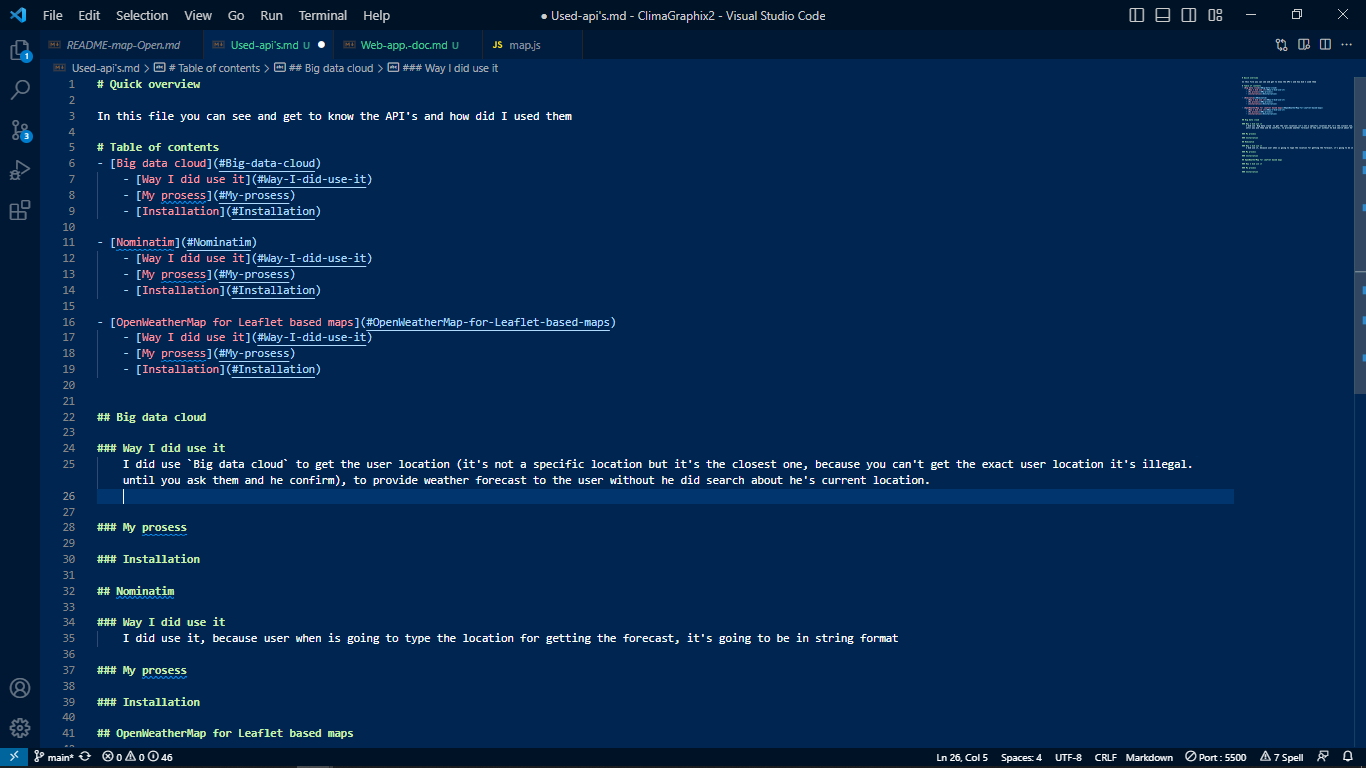 File Edit Selection View Go Run Terminal Help
● Used-api's.md - ClimaGraphix2 - Visual Studio Code
README-map-Open.md
Used-api's.md U ●
Web-app.-doc.md U
JS map.js
Used-api's.md > # Table of contents > ## Big data cloud > ### Way I did use it
1
3
1 # Quick overview
2
3 In this file you can see and get to know the API's and how did I used them
4
5 # Table of contents
6 - [Big data cloud](#Big-data-cloud)
7 - [Way I did use it](#Way-I-did-use-it)
8 - [My prosess](#My-prosess)
9 - [Installation](#Installation)
10
11 - [Nominatim](#Nominatim)
12 - [Way I did use it](#Way-I-did-use-it)
13 - [My prosess](#My-prosess)
14 - [Installation](#Installation)
15
16 - [OpenWeatherMap for Leaflet based maps](#OpenWeatherMap-for-Leaflet-based-maps)
17 - [Way I did use it](#Way-I-did-use-it)
18 - [My prosess](#My-prosess)
19 - [Installation](#Installation)
20
21
22 ## Big data cloud
23
24 ### Way I did use it
25 I did use `Big data cloud` to get the user location (it's not a specific location but it's the closest one, because you can't get the exact user location it's illegal.
until you ask them and he confirm), to provide weather forecast to the user without he did search about he's current location.
26
27
28 ### My prosess
29
30 ### Installation
31
32 ## Nominatim
33
34 ### Way I did use it
35 I did use it, because user when is going to type the location for getting the forecast, it's going to be in string format
36
37 ### My prosess
38
39 ### Installation
40
41 ## OpenWeatherMap for Leaflet based maps
main* 0 0 46 Ln 26, Col 5 Spaces: 4 UTF-8 CRLF Markdown Port : 5500 7 Spell